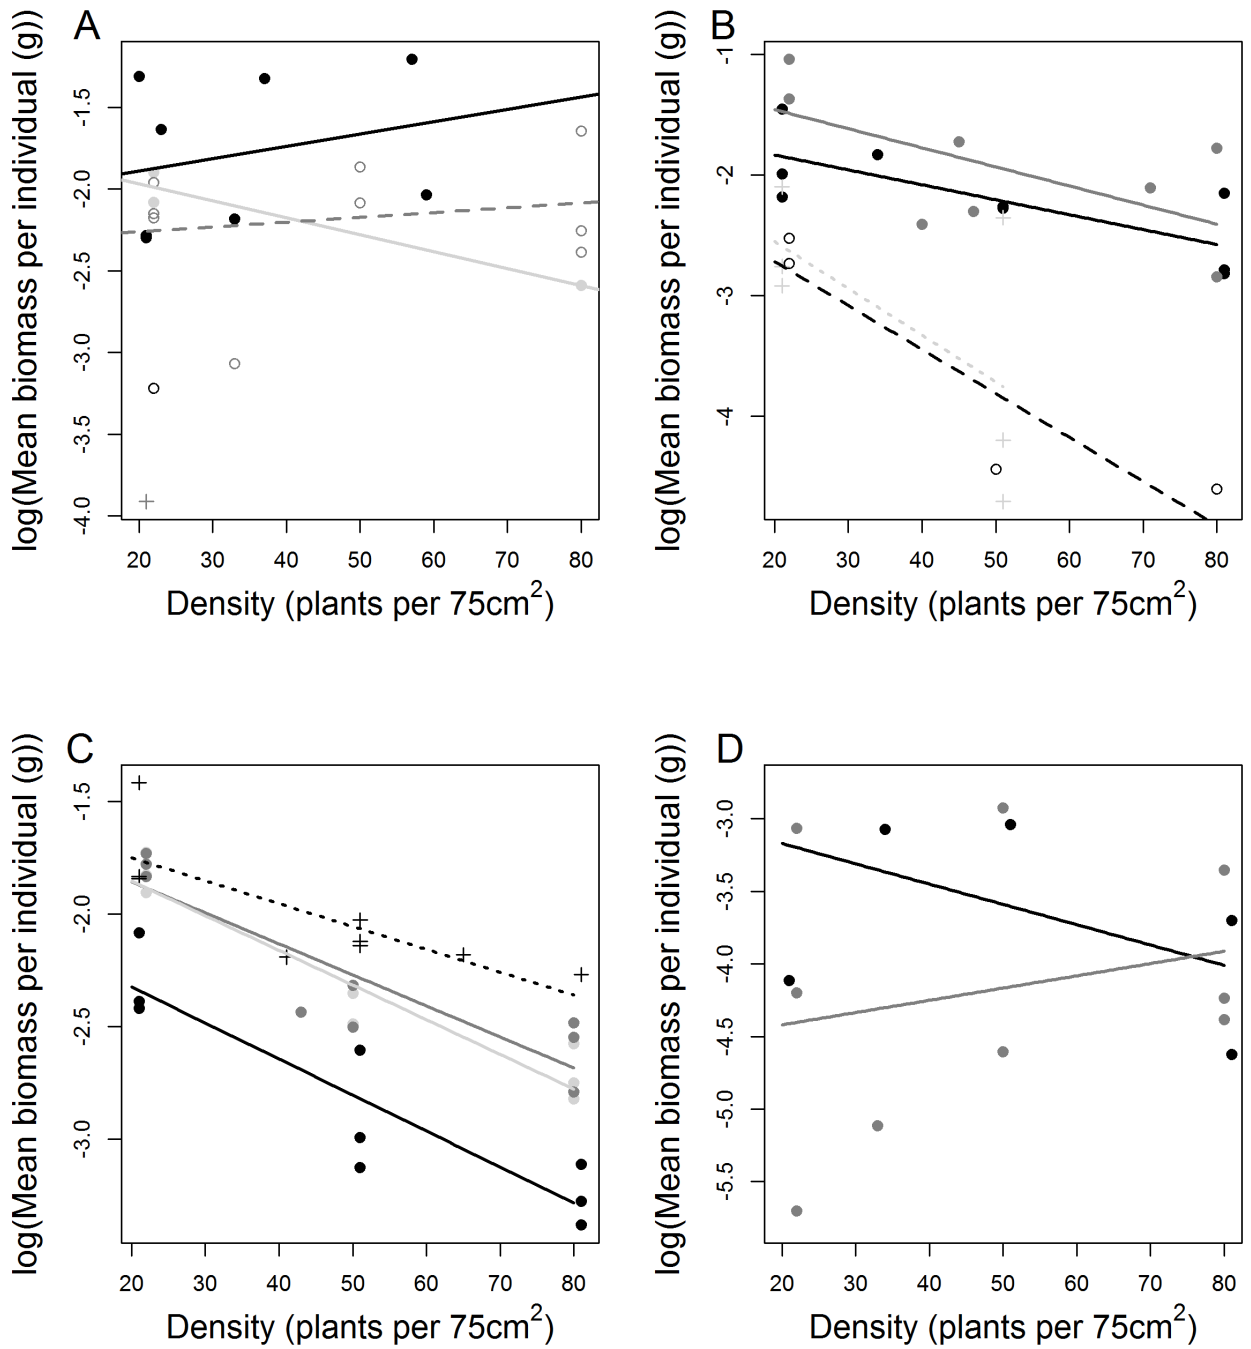 A
log(Mean biomass per individual (g))
-1.5
-2.0
-2.5
-3.0
-3.5
-4.0
20 30 40 50 60 70 80
Density (plants per 75cm²)
B
log(Mean biomass per individual (g))
-1
-2
-3
-4
20 30 40 50 60 70 80
Density (plants per 75cm²)
C
log(Mean biomass per individual (g))
-1.5
-2.0
-2.5
-3.0
20 30 40 50 60 70 80
Density (plants per 75cm²)
D
log(Mean biomass per individual (g))
-3.0
-3.5
-4.0
-4.5
-5.0
-5.5
20 30 40 50 60 70 80
Density (plants per 75cm²)